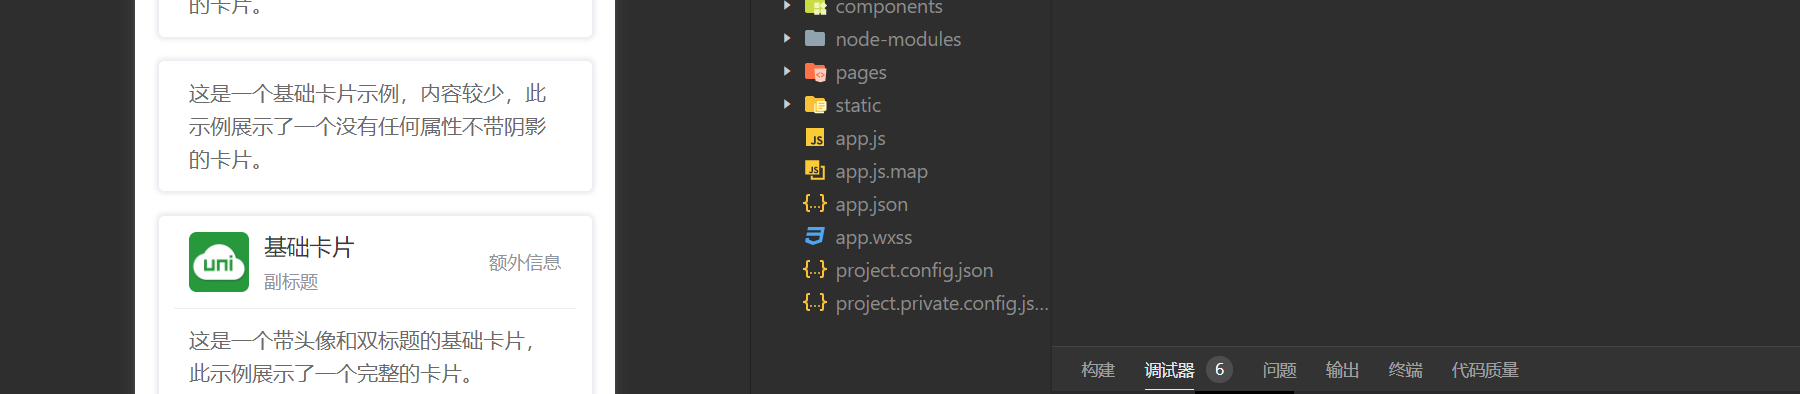 的卡片。
这是一个基础卡片示例，内容较少，此
示例展示了一个没有任何属性不带阴影
的卡片。
uni
基础卡片
副标题
额外信息
这是一个带头像和双标题的基础卡片，
此示例展示了一个完整的卡片。
components
node-modules
pages
static
app.js
app.js.map
app.json
app.wxss
project.config.json
project.private.config.js...
构建 调试器 6 问题 输出 终端 代码质量